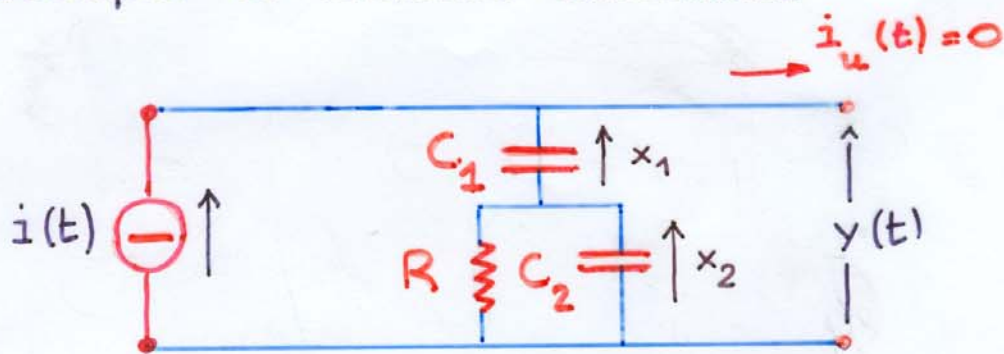 i_u (t) = 0
C_1
x_1
i(t)
y(t)
R
C_2
x_2